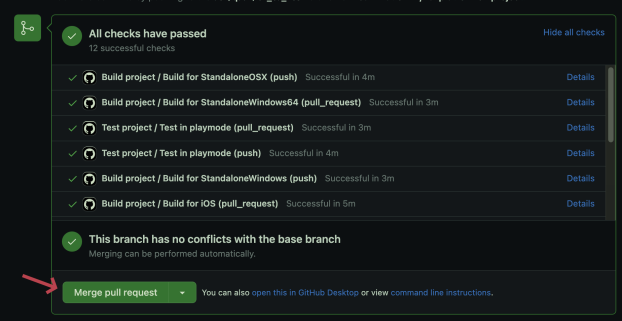 All checks have passed
Hide all checks
12 successful checks
Build project / Build for StandaloneOSX (push) Successful in 4m Details
Build project / Build for StandaloneWindows64 (pull_request) Successful in 3m Details
Test project / Test in playmode (pull_request) Successful in 3m Details
Test project / Test in playmode (push) Successful in 4m Details
Build project / Build for StandaloneWindows (push) Successful in 3m Details
Build project / Build for iOS (pull_request) Successful in 5m Details
This branch has no conflicts with the base branch
Merging can be performed automatically.
Merge pull request You can also open this in GitHub Desktop or view command line instructions.